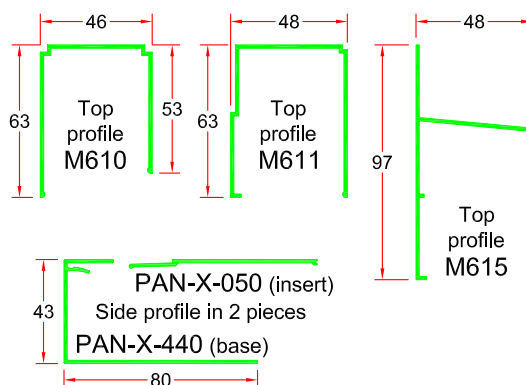 46
48
48
63
Top
profile
M610
53
63
Top
profile
M611
97
Top
profile
M615
43
PAN-X-050 (insert)
Side profile in 2 pieces
PAN-X-440 (base)
80